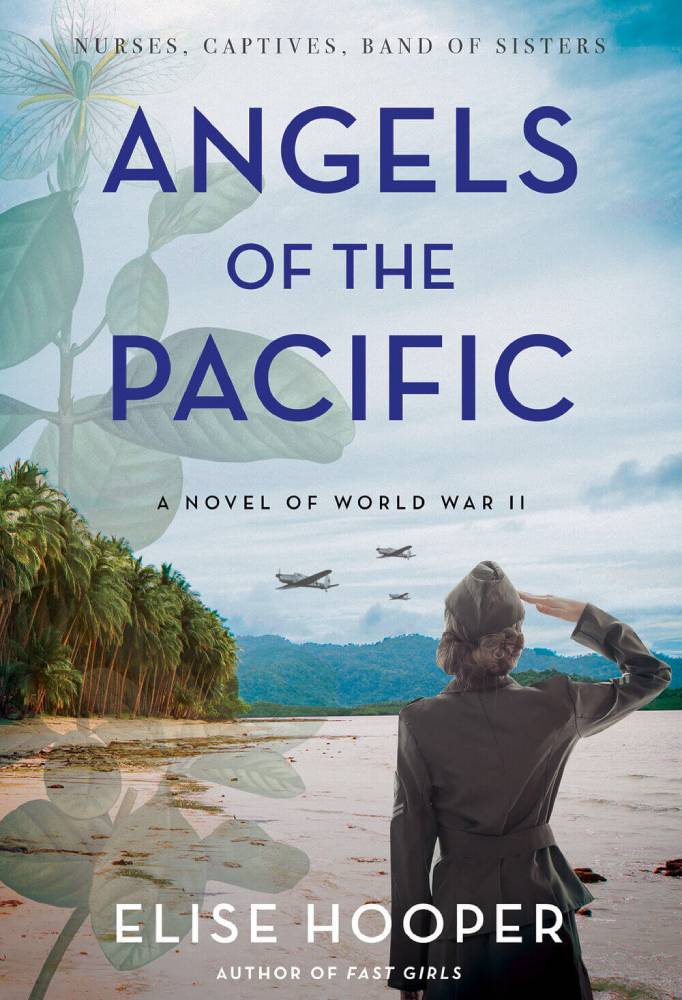 NURSES, CAPTIVES, BAND OF SISTERS
ANGELS
OF THE
PACIFIC
A NOVEL OF WORLD WAR II
ELISE HOOPER
AUTHOR OF FAST GIRLS